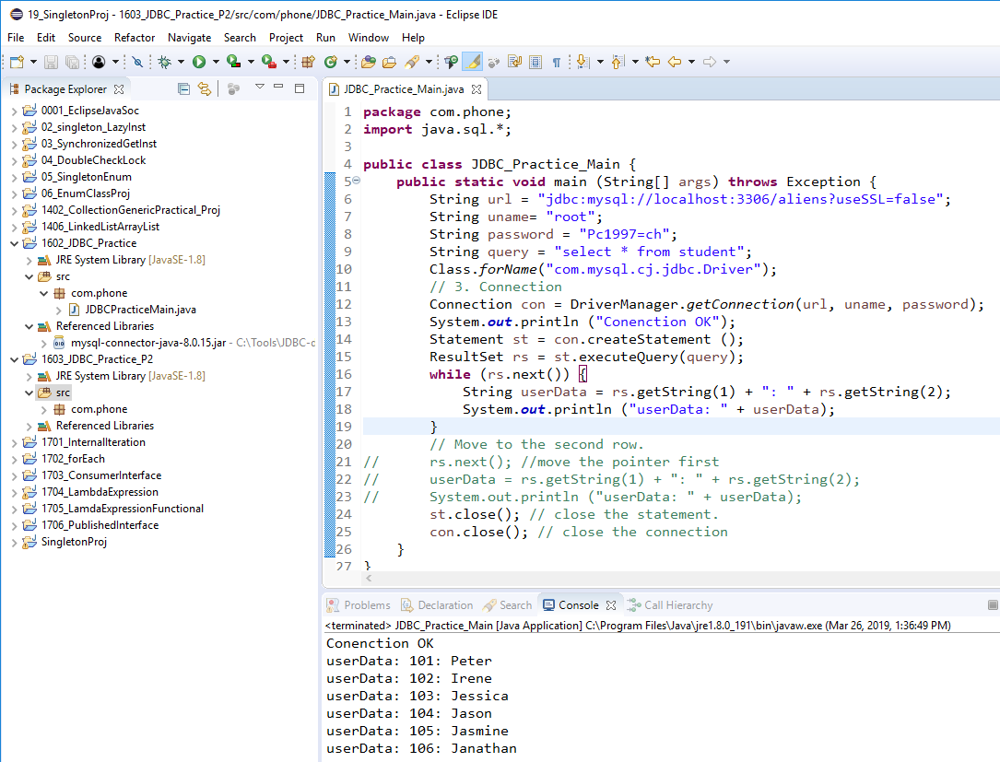 19_SingletonProj - 1603_JDBC_Practice_P2/src/com/phone/JDBC_Practice_Main.java - Eclipse IDE
File Edit Source Refactor Navigate Search Project Run Window Help
Package Explorer
0001_EclipseJavaSoc
02_singleton_LazyInst
03_SynchronizedGetInst
04_DoubleCheckLock
05_SingletonEnum
06_EnumClassProj
1402_CollectionGenericPractical_Proj
1406_LinkedListArrayList
1602_JDBC_Practice
JRE System Library [JavaSE-1.8]
src
com.phone
JDBCPracticeMain.java
Referenced Libraries
mysql-connector-java-8.0.15.jar - C:\Tools\JDBC-c
1603_JDBC_Practice_P2
JRE System Library [JavaSE-1.8]
src
com.phone
Referenced Libraries
1701_InternalIteration
1702_forEach
1703_ConsumerInterface
1704_LambdaExpression
1705_LamdaExpressionFunctional
1706_PublishedInterface
SingletonProj
JDBC_Practice_Main.java
1 package com.phone;
2 import java.sql.*;
3
4 public class JDBC_Practice_Main {
5 public static void main (String[] args) throws Exception {
6 String url = "jdbc:mysql://localhost:3306/aliens?useSSL=false";
7 String uname= "root";
8 String password = "Pc1997=ch";
9 String query = "select * from student";
10 Class.forName("com.mysql.cj.jdbc.Driver");
11 // 3. Connection
12 Connection con = DriverManager.getConnection(url, uname, password);
13 System.out.println ("Conenction OK");
14 Statement st = con.createStatement ();
15 ResultSet rs = st.executeQuery(query);
16 while (rs.next()) {
17 String userData = rs.getString(1) + ": " + rs.getString(2);
18 System.out.println ("userData: " + userData);
19 }
20 // Move to the second row.
21 // rs.next(); //move the pointer first
22 // userData = rs.getString(1) + ": " + rs.getString(2);
23 // System.out.println ("userData: " + userData);
24 st.close(); // close the statement.
25 con.close(); // close the connection
26 }
27 }
Problems Declaration Search Console Call Hierarchy
<terminated> JDBC_Practice_Main [Java Application] C:\Program Files\Java\jre1.8.0_191\bin\javaw.exe (Mar 26, 2019, 1:36:49 PM)
Conenction OK
userData: 101: Peter
userData: 102: Irene
userData: 103: Jessica
userData: 104: Jason
userData: 105: Jasmine
userData: 106: Janathan